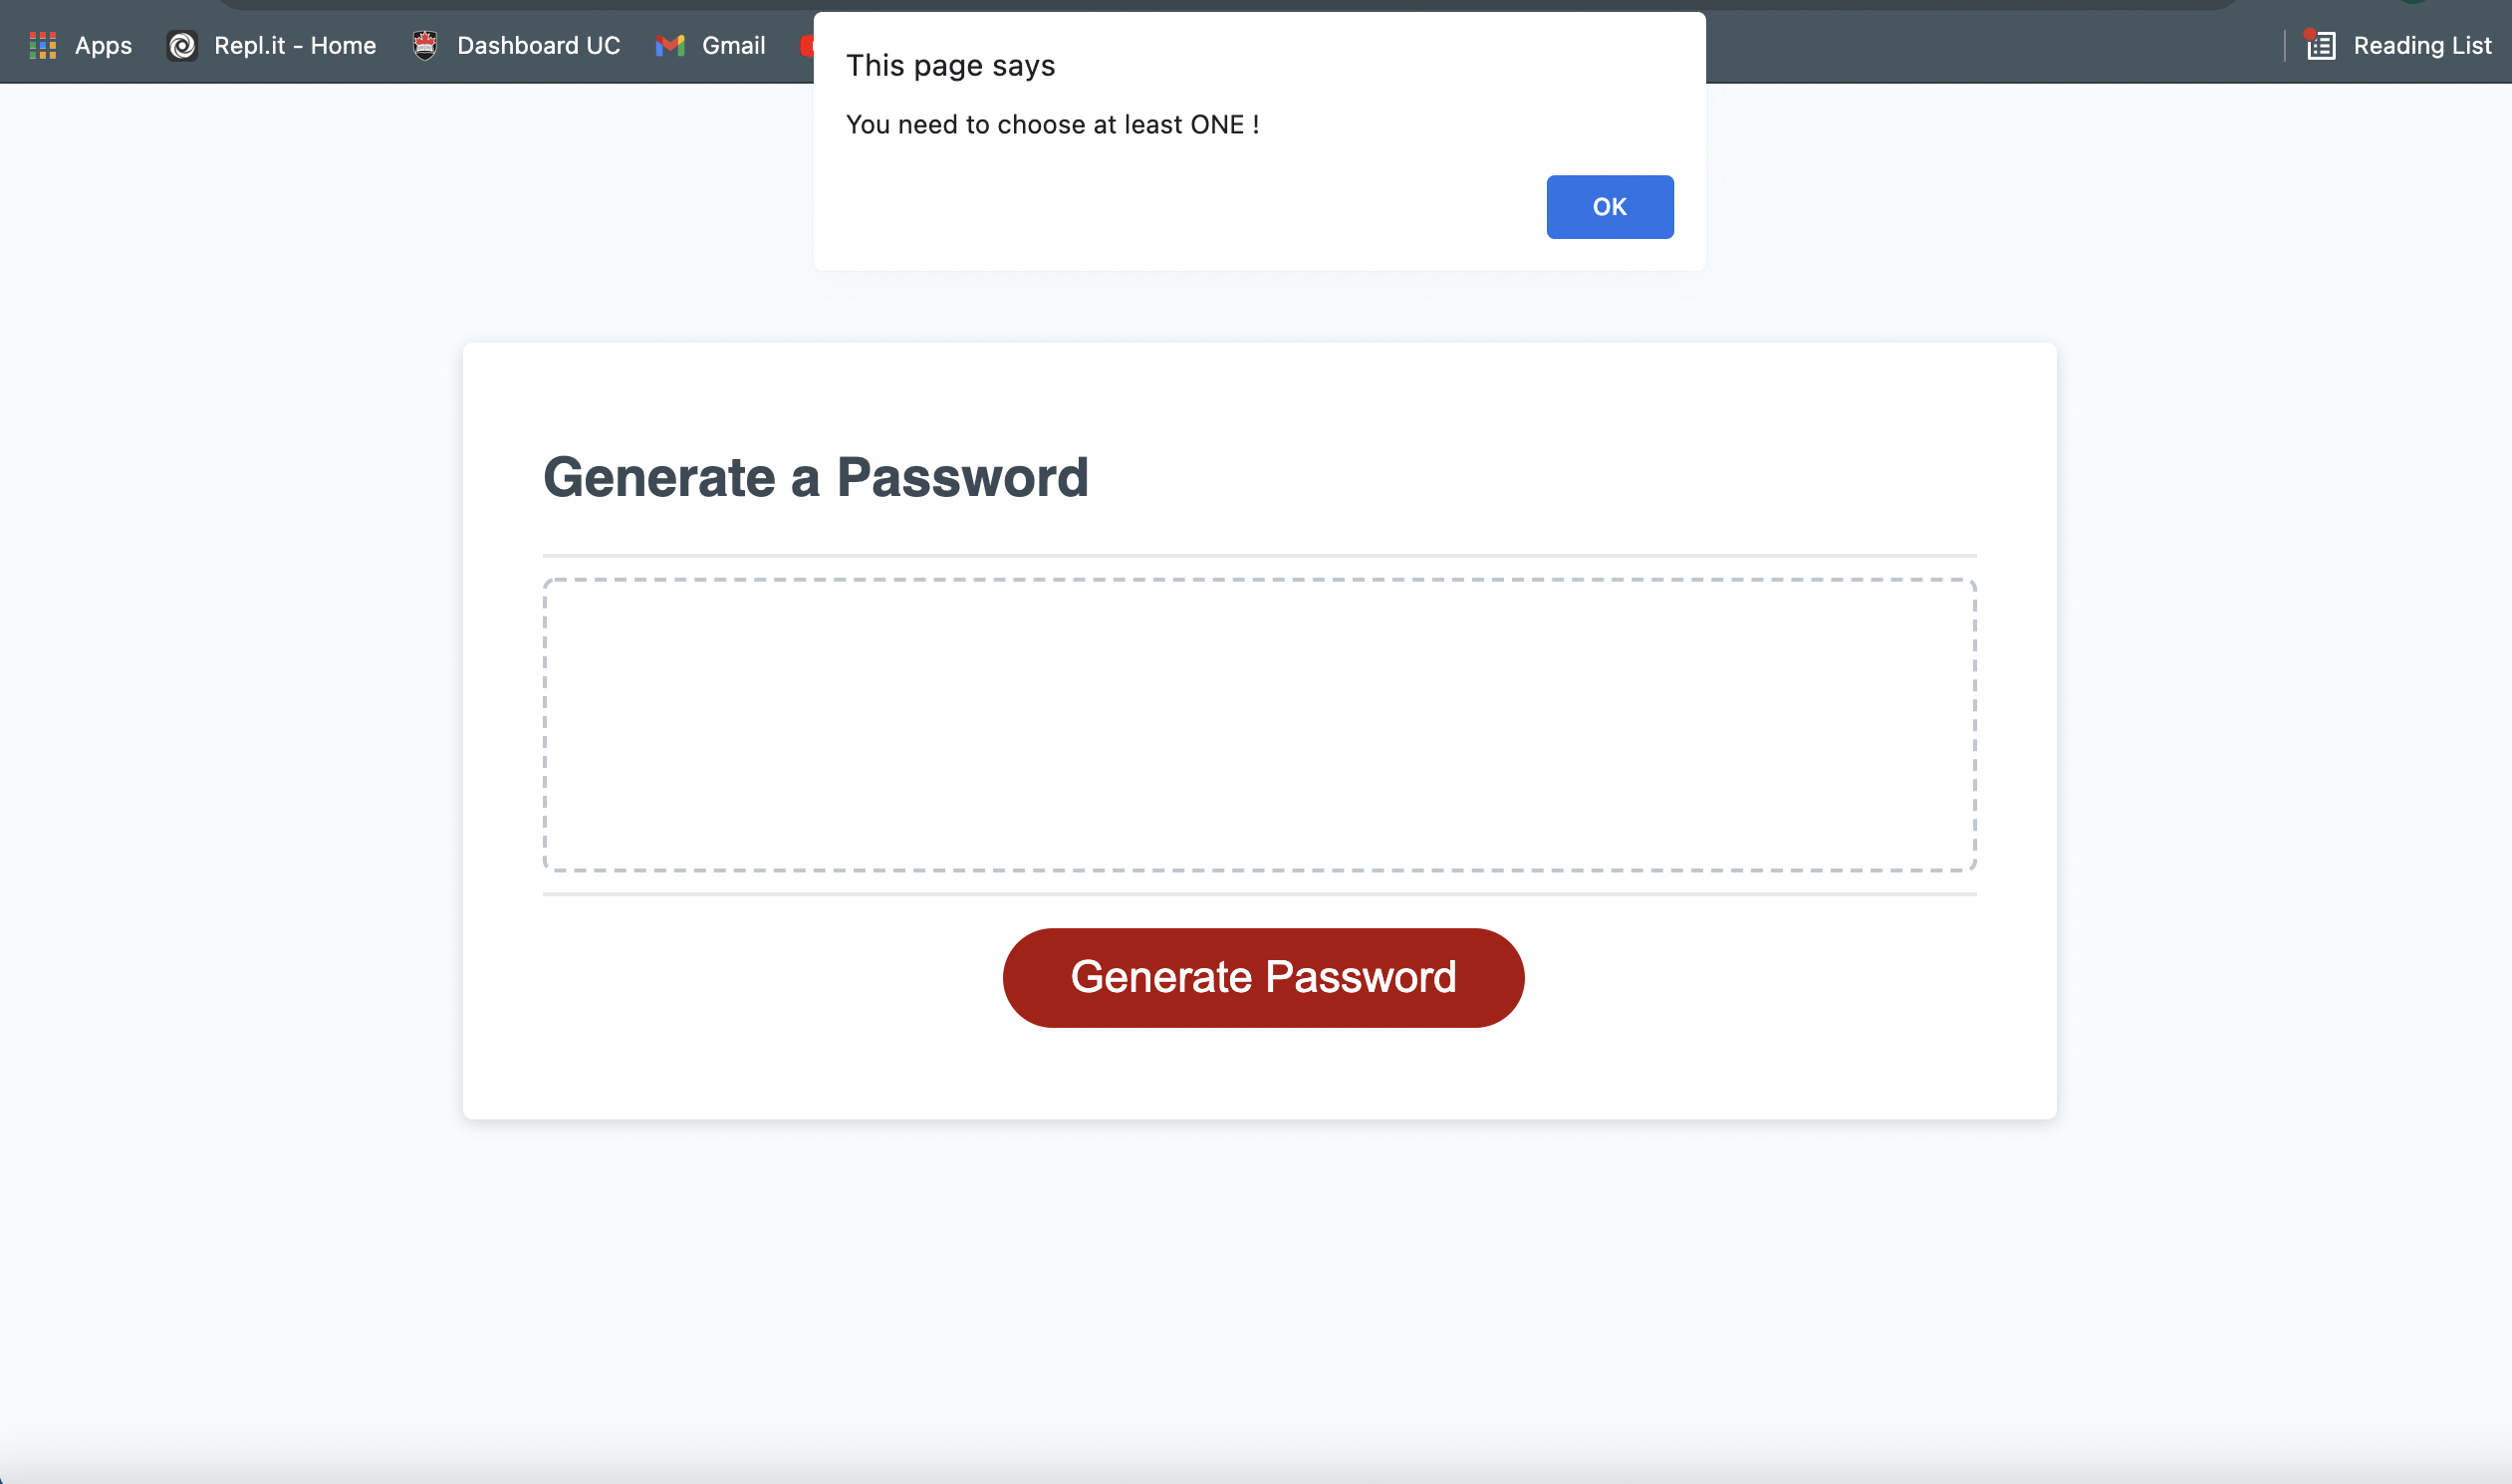 Apps Repl.it - Home Dashboard UC Gmail Reading List
This page says
You need to choose at least ONE !
OK
Generate a Password
Generate Password